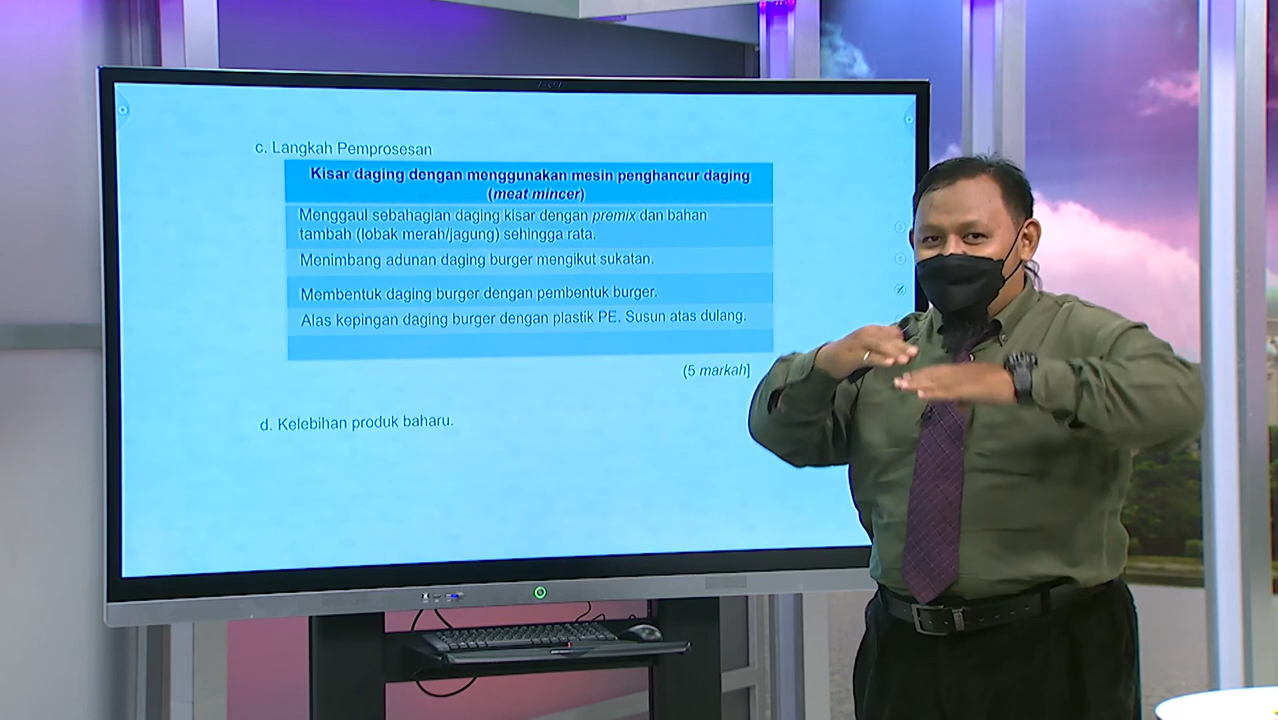 c. Langkah Pemprosesan
Kisar daging dengan menggunakan mesin penghancur daging
(meat mincer)
Menggaul sebahagian daging kisar dengan premix dan bahan
tambah (lobak merah/jagung) sehingga rata.
Menimbang adunan daging burger mengikut sukatan.
Membentuk daging burger dengan pembentuk burger.
Alas kepingan daging burger dengan plastik PE. Susun atas dulang.
(5 markah]
d. Kelebihan produk baharu.